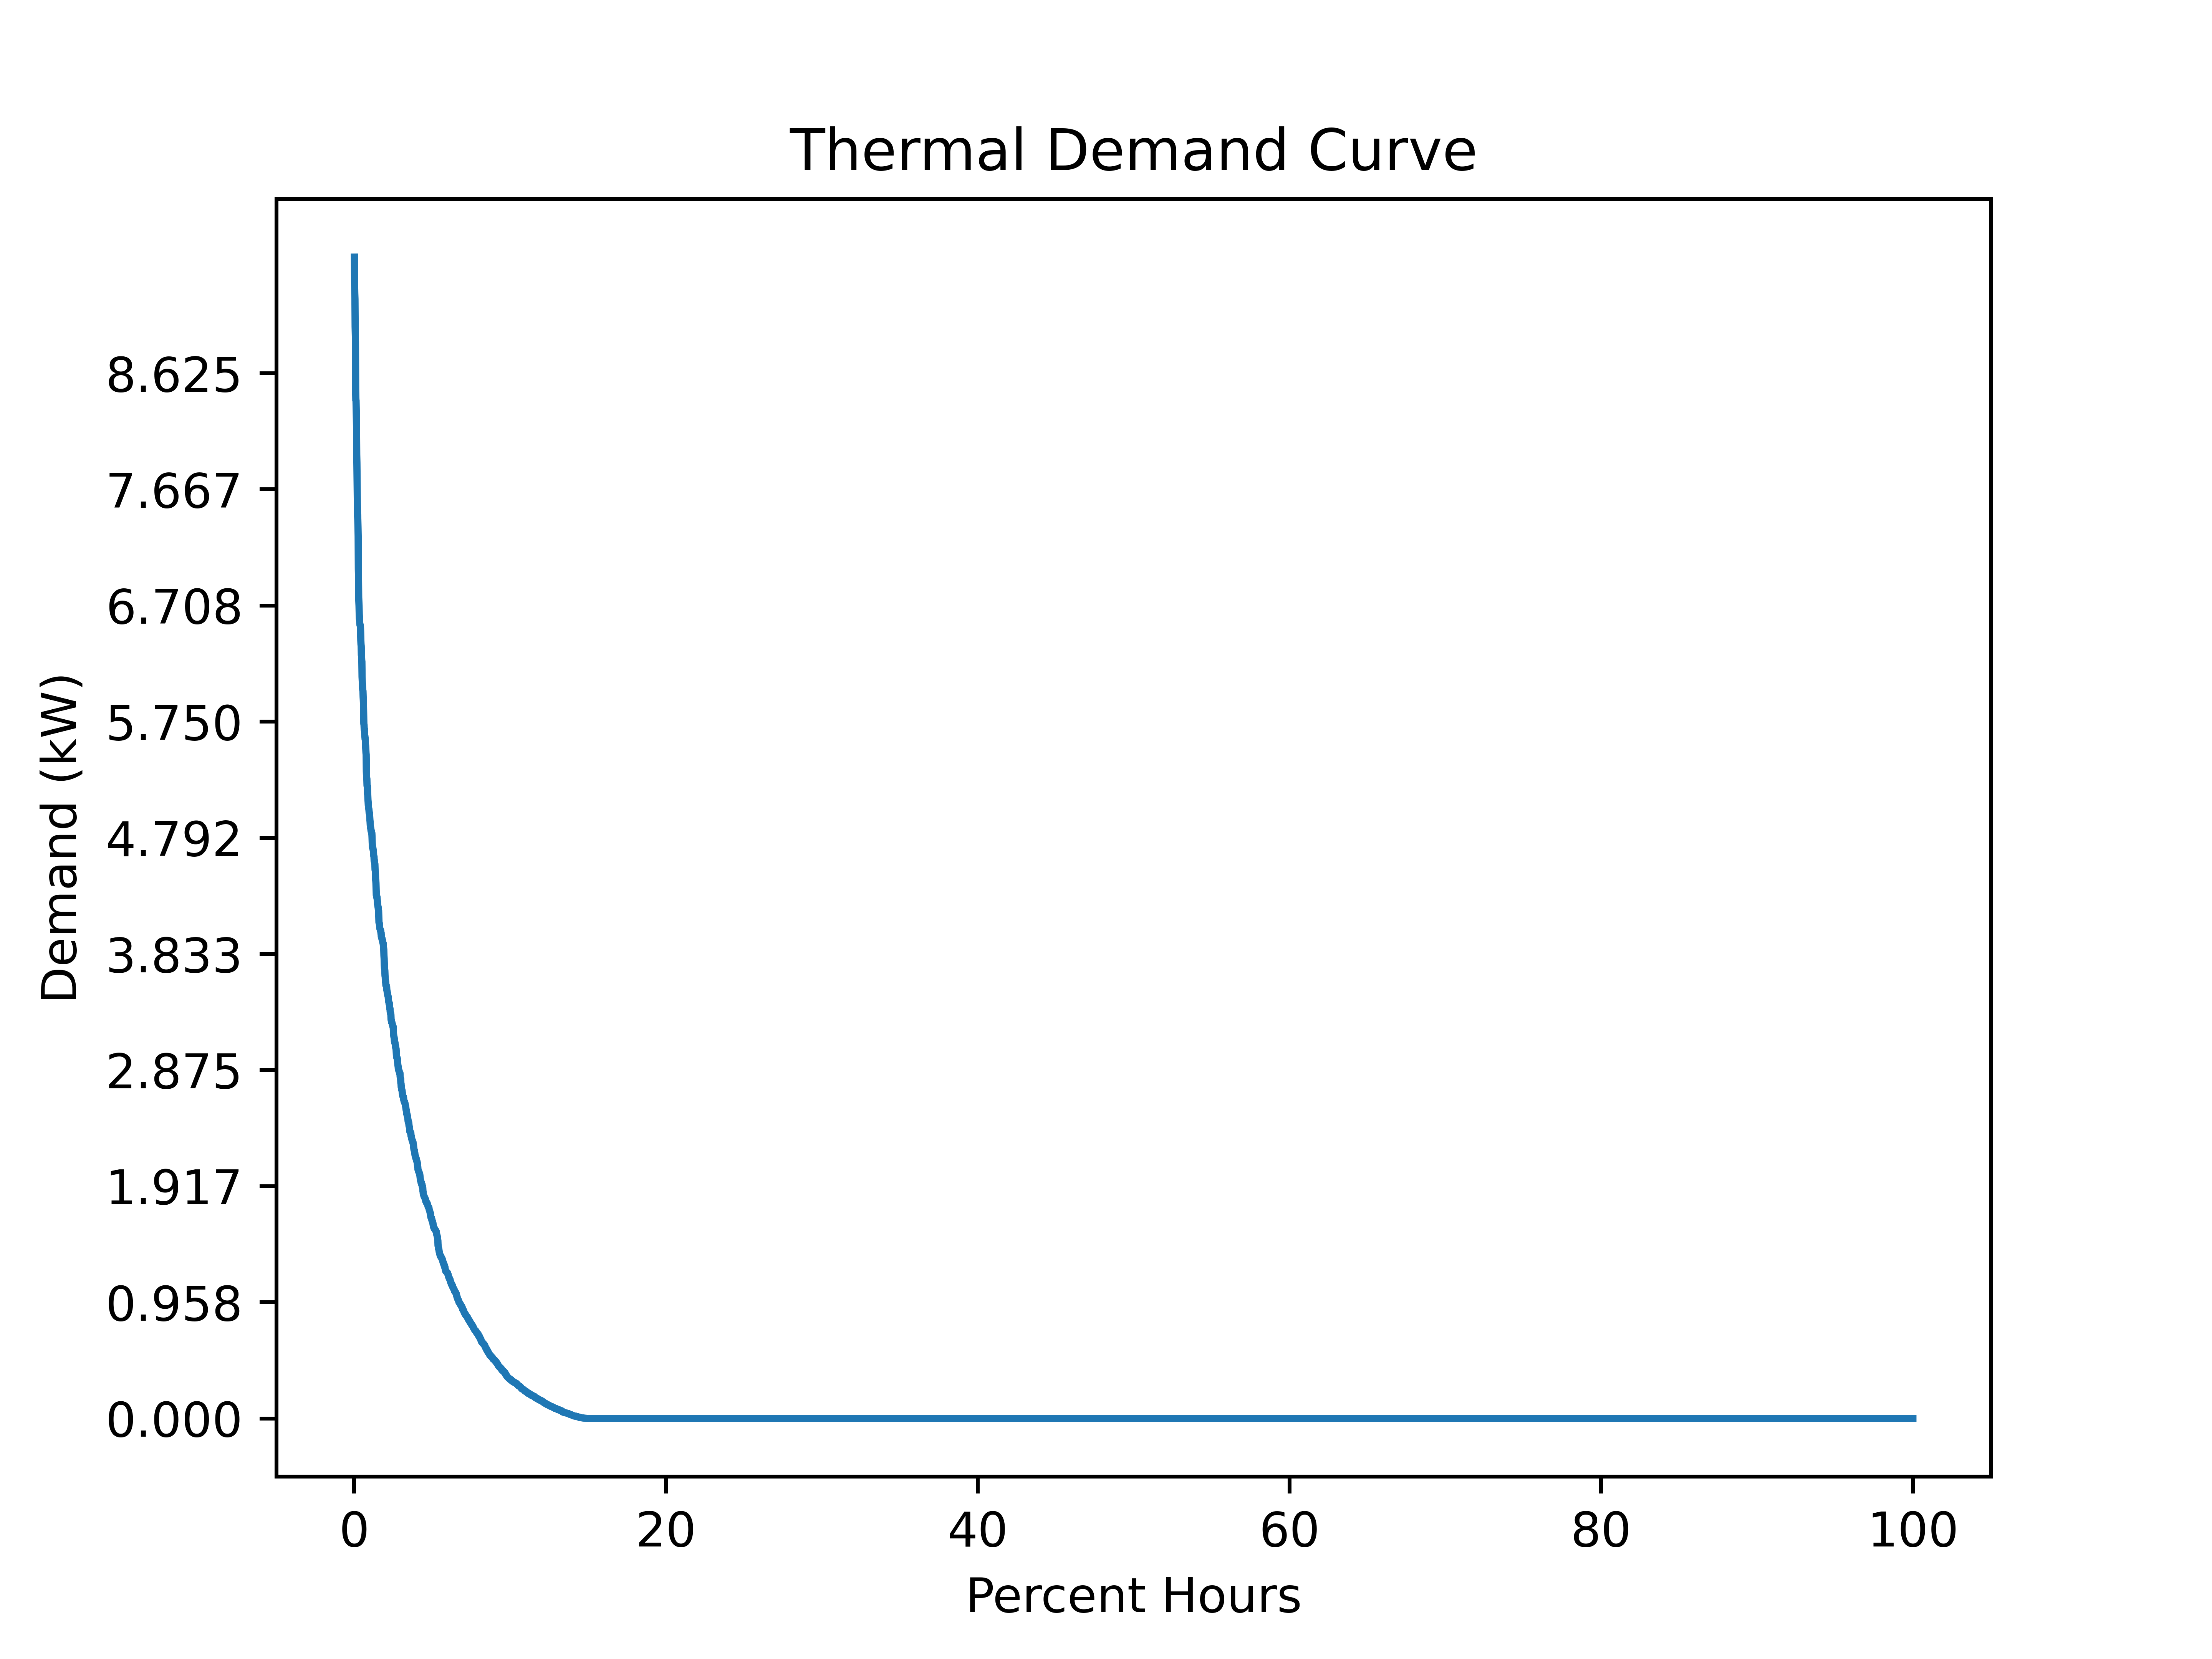 Thermal Demand Curve
8.625
7.667
6.708
5.750
4.792
3.833
2.875
1.917
0.958
0.000
Demand (kW)
0 20 40 60 80 100
Percent Hours